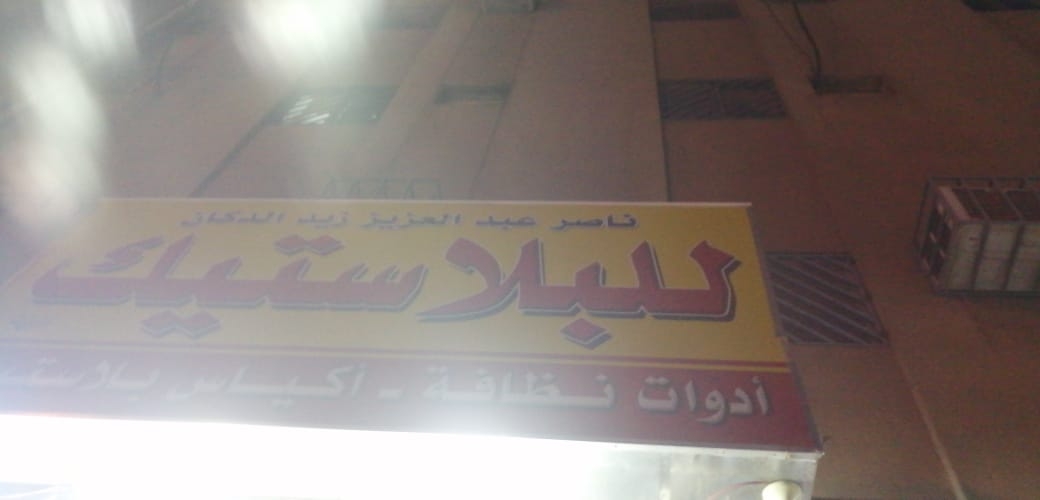 ناصر عبد العزيز زيد الدكان
للبلاستيك
أدوات نظافة - أكياس بلاستيك